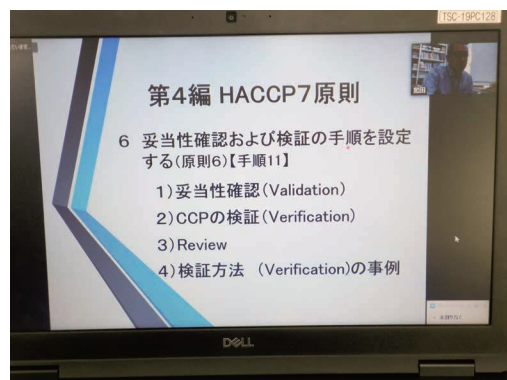 TSC-19PC128
第4編 HACCP7原則
6 妥当性確認および検証の手順を設定
する(原則6)【手順11】
1)妥当性確認(Validation)
2)CCPの検証(Verification)
3)Review
4)検証方法 (Verification)の事例
DELL